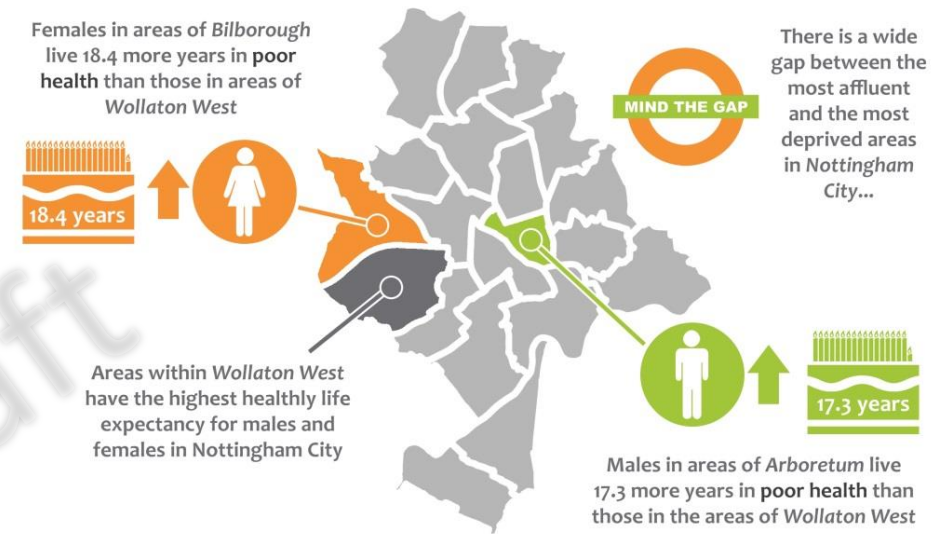 Females in areas of Bilborough
live 18.4 more years in poor
health than those in areas of
Wollaton West
18.4 years
MIND THE GAP
There is a wide
gap between the
most affluent
and the most
deprived areas
in Nottingham
City...
Areas within Wollaton West
have the highest healthly life
expectancy for males and
females in Nottingham City
17.3 years
Males in areas of Arboretum live
17.3 more years in poor health than
those in the areas of Wollaton West